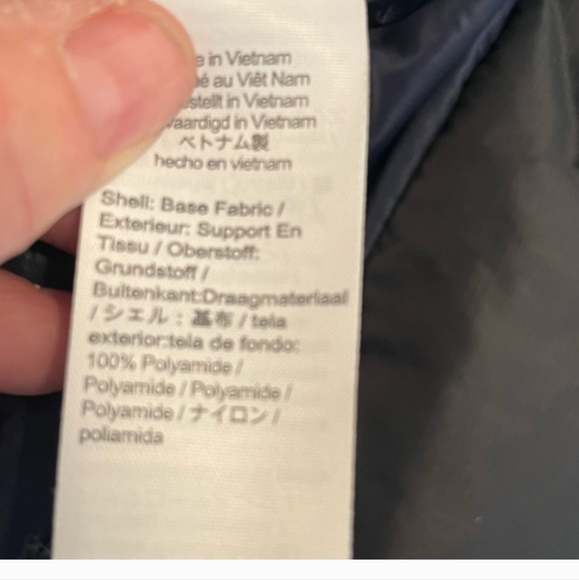 in Vietnam
au Viêt Nam
in Vietnam
in Vietnam
ベトナム製
hecho en vietnam
Shell: Base Fabric /
Exterieur: Support En
Tissu / Oberstoff:
Grundstoff /
Buitenkant:Draagmateriaal
/ シェル : 基布 / tela
exterior:tela de fondo:
100% Polyamide /
Polyamide / Polyamide /
Polyamide / ナイロン /
poliamida